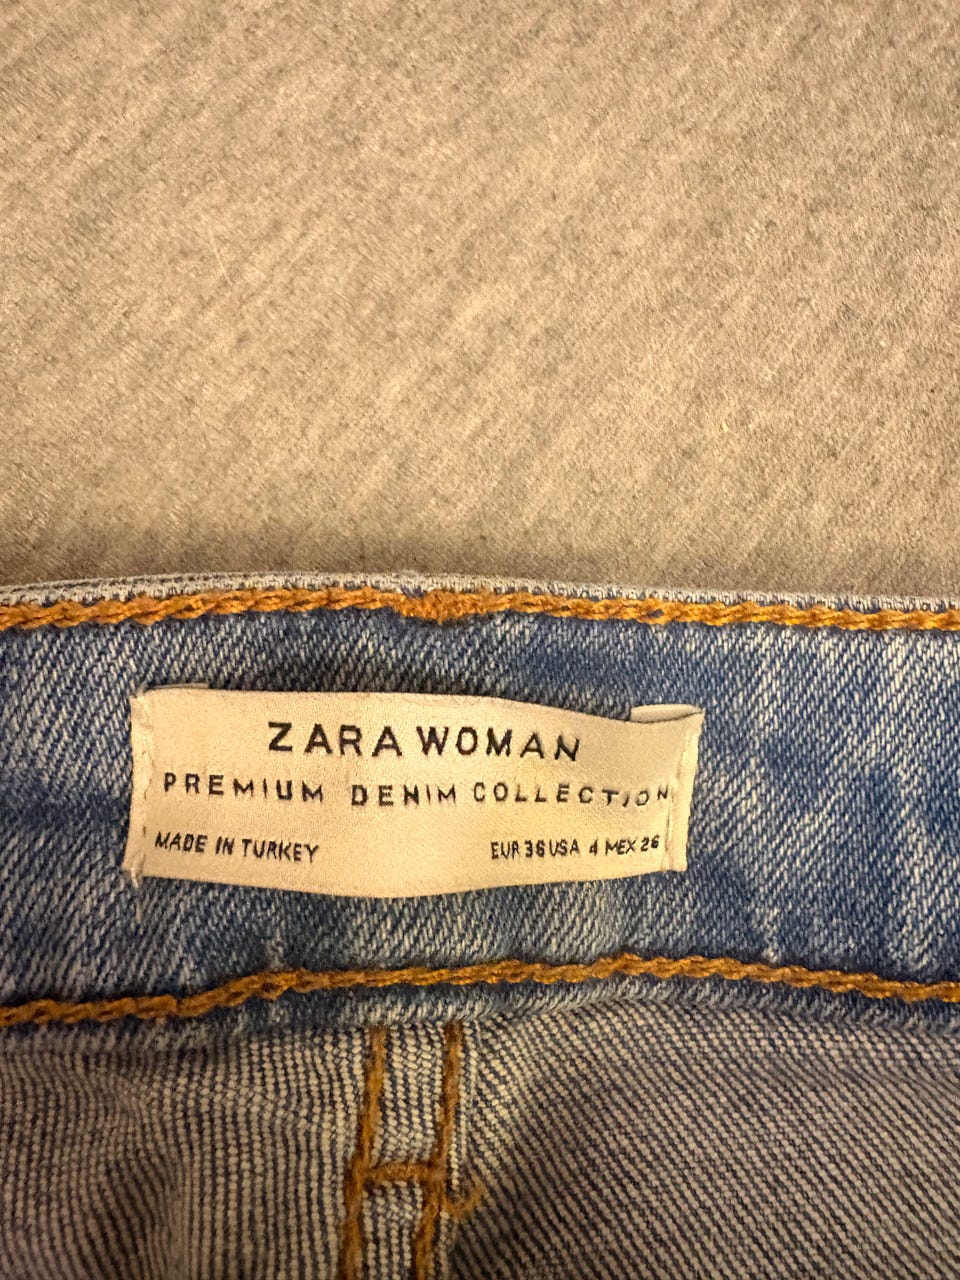 ZARA WOMAN
PREMIUM DENIM COLLECTION
MADE IN TURKEY EUR 36 USA 4 MEX 26